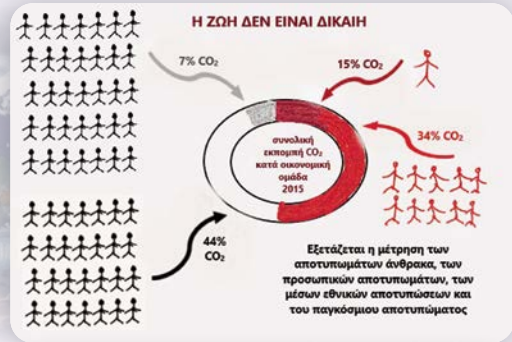 Η ΖΩΗ ΔΕΝ ΕΙΝΑΙ ΔΙΚΑΙΗ
7% CO₂
15% CO₂
34% CO₂
συνολική
εκπομπή CO₂
κατά οικονομική
ομάδα
2015
44%
CO₂
Εξετάζεται η μέτρηση των
αποτυπωμάτων άνθρακα, των
προσωπικών αποτυπωμάτων, των
μέσων εθνικών αποτυπώσεων και
του παγκόσμιου αποτυπώματος